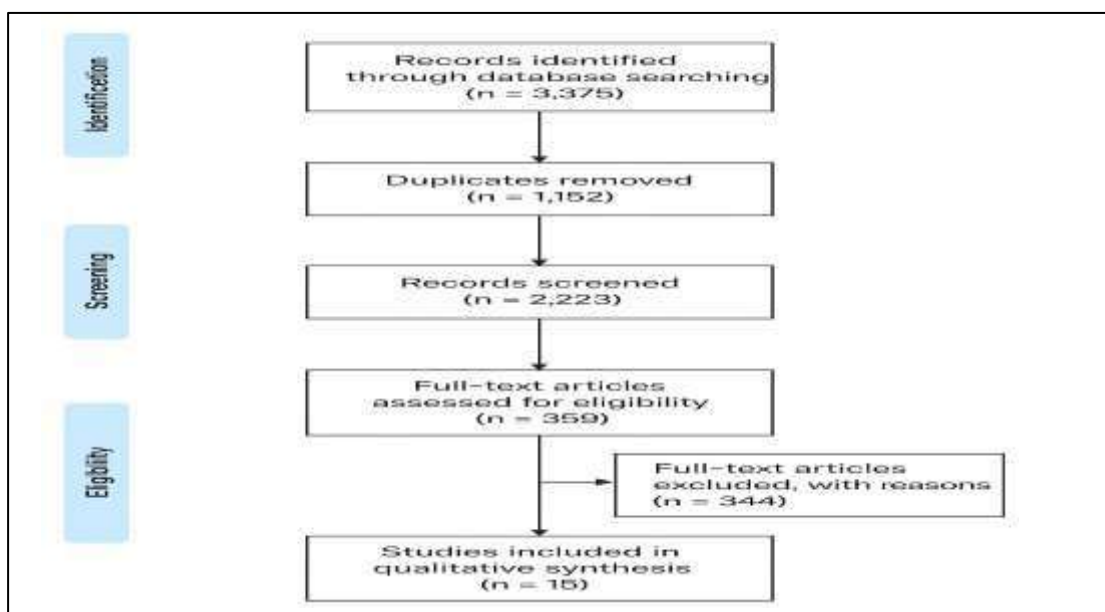 Identification
Records identified
through database searching
(n = 3,375)
Duplicates removed
(n = 1,152)
Screening
Records screened
(n = 2,223)
Full-text articles
assessed for eligibility
(n = 359)
Eligibility
Full-text articles
excluded, with reasons
(n = 344)
Studies included in
qualitative synthesis
(n = 15)